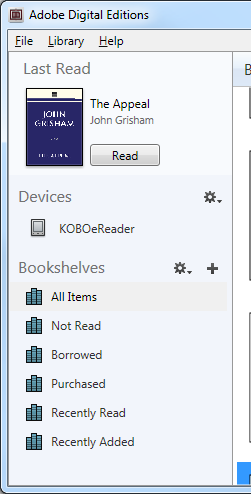 Adobe Digital Editions
File Library Help
Last Read
JOHN
GRISHAM
The Appeal
John Grisham
Read
Devices
KOBOeReader
Bookshelves
All Items
Not Read
Borrowed
Purchased
Recently Read
Recently Added